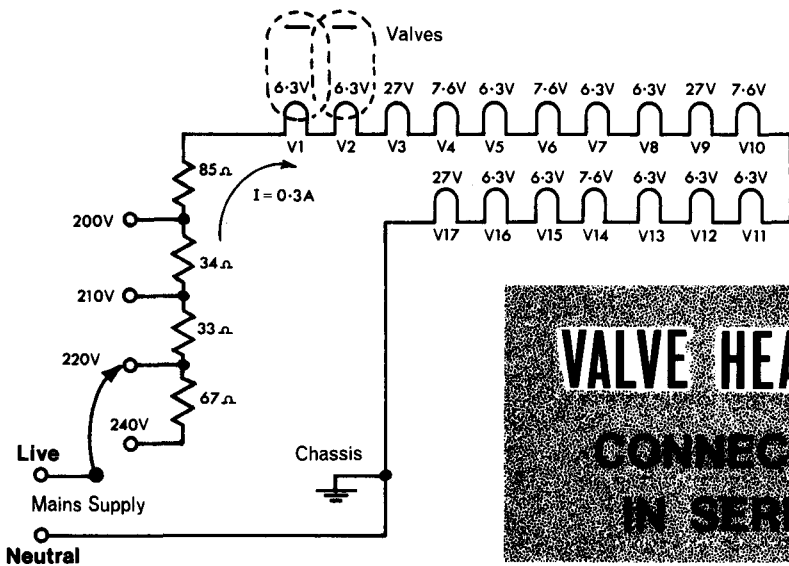 Valves
6·3V 6·3V 27V 7·6V 6·3V 7·6V 6·3V 6·3V 27V 7·6V
V1 V2 V3 V4 V5 V6 V7 V8 V9 V10
85Ω
I = 0·3A
27V 6·3V 6·3V 7·6V 6·3V 6·3V 6·3V
V17 V16 V15 V14 V13 V12 V11
200V
34Ω
210V
33Ω
220V
67Ω
240V
Live
Mains Supply
Neutral
Chassis
VALVE HEA
CONNEC
IN SERI